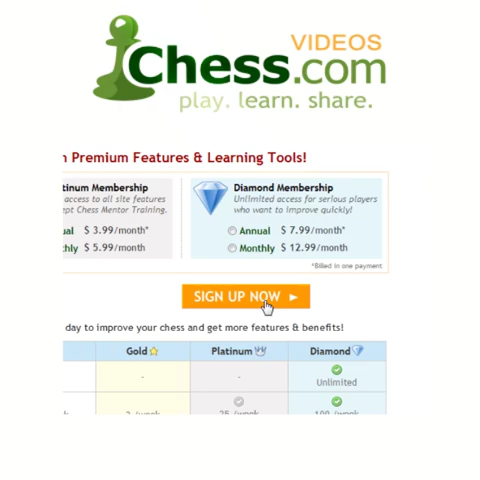 VIDEOS
Chess.com
play. learn. share.
Premium Features & Learning Tools!
tinum Membership
access to all site features
ept Chess Mentor Training.
ual $ 3.99/month*
hly $ 5.99/month
Diamond Membership
Unlimited access for serious players
who want to improve quickly!
Annual $ 7.99/month*
Monthly $ 12.99/month
*Billed in one payment
SIGN UP NOW ►
day to improve your chess and get more features & benefits!
Gold Platinum Diamond
- - Unlimited